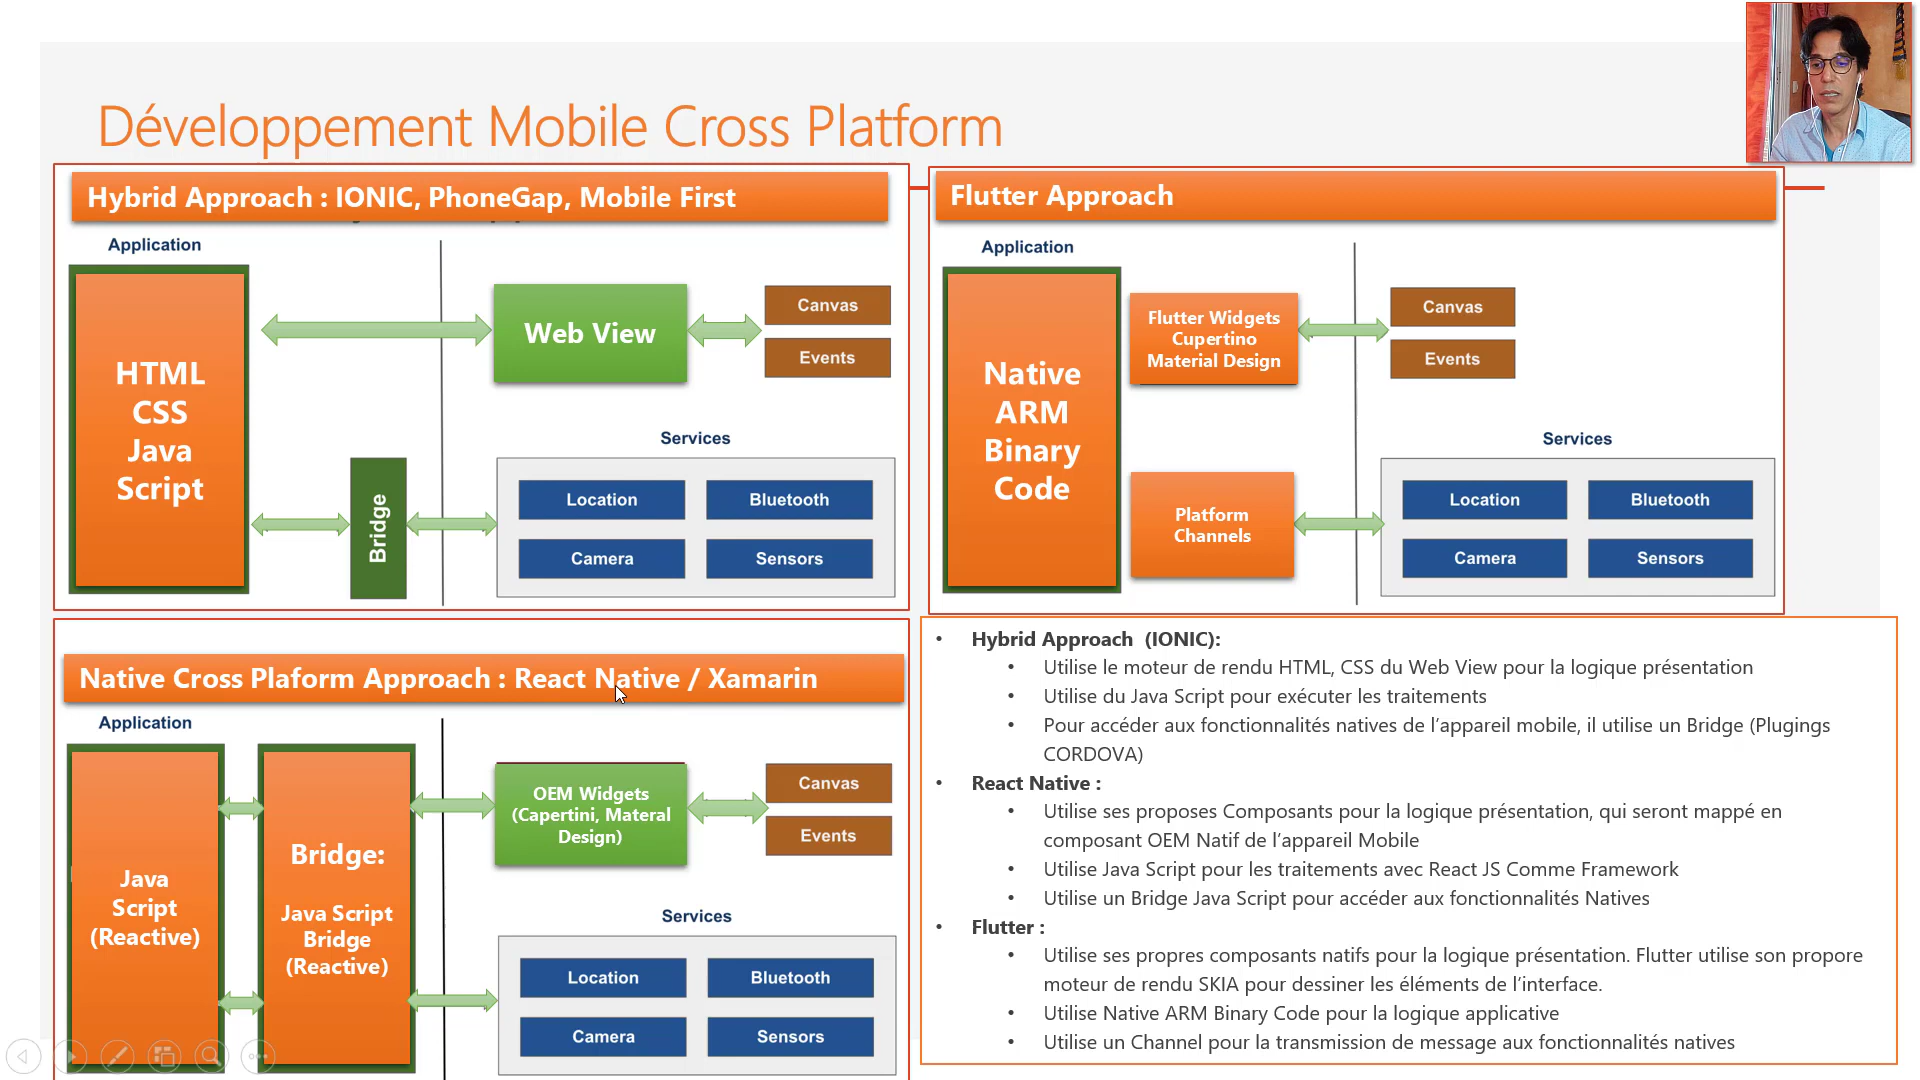 Développement Mobile Cross Platform
Hybrid Approach : IONIC, PhoneGap, Mobile First
Application
HTML
CSS
Java
Script
Web View
Canvas
Events
Bridge
Services
Location
Bluetooth
Camera
Sensors
Flutter Approach
Application
Native
ARM
Binary
Code
Flutter Widgets
Cupertino
Material Design
Canvas
Events
Platform
Channels
Services
Location
Bluetooth
Camera
Sensors
Native Cross Plaform Approach : React Native / Xamarin
Application
Java
Script
(Reactive)
Bridge:
Java Script
Bridge
(Reactive)
OEM Widgets
(Capertini, Materal
Design)
Canvas
Events
Services
Location
Bluetooth
Camera
Sensors
• Hybrid Approach (IONIC):
• Utilise le moteur de rendu HTML, CSS du Web View pour la logique présentation
• Utilise du Java Script pour exécuter les traitements
• Pour accéder aux fonctionnalités natives de l’appareil mobile, il utilise un Bridge (Plugings
CORDOVA)
• React Native :
• Utilise ses proposes Composants pour la logique présentation, qui seront mappé en
composant OEM Natif de l’appareil Mobile
• Utilise Java Script pour les traitements avec React JS Comme Framework
• Utilise un Bridge Java Script pour accéder aux fonctionnalités Natives
• Flutter :
• Utilise ses propres composants natifs pour la logique présentation. Flutter utilise son propore
moteur de rendu SKIA pour dessiner les éléments de l’interface.
• Utilise Native ARM Binary Code pour la logique applicative
• Utilise un Channel pour la transmission de message aux fonctionnalités natives